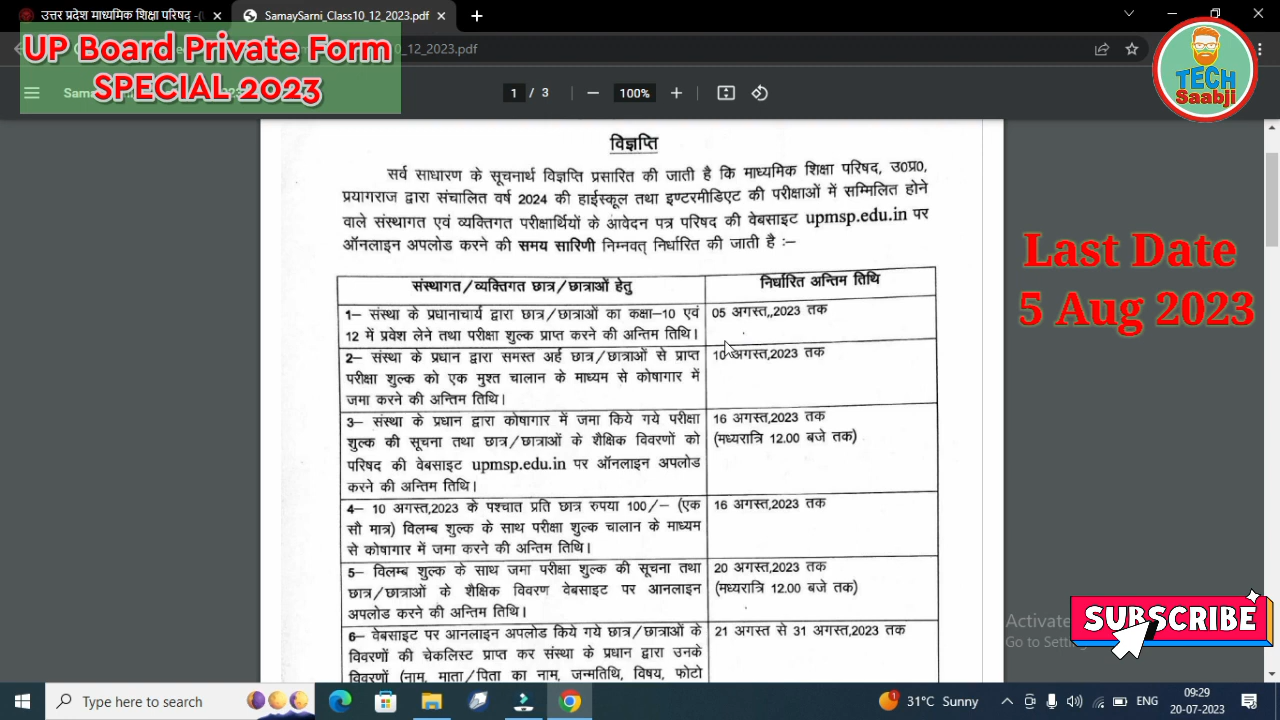 उत्तर प्रदेश माध्यमिक शिक्षा परिषद -
SamaySarni_Class10_12_2023.pdf
UP Board Private Form
SPECIAL 2023
10_12_2023.pdf
TECH
Saabji
1 / 3
100%
विज्ञप्ति
सर्व साधारण के सूचनार्थ विज्ञप्ति प्रसारित की जाती है कि माध्यमिक शिक्षा परिषद, उ0प्र0,
प्रयागराज द्वारा संचालित वर्ष 2024 की हाईस्कूल तथा इण्टरमीडिएट की परीक्षाओं में सम्मिलित होने
वाले संस्थागत एवं व्यक्तिगत परीक्षार्थियों के आवेदन पत्र परिषद की वेबसाइट upmsp.edu.in पर
ऑनलाइन अपलोड करने की समय सारिणी निम्नवत् निर्धारित की जाती है :–
संस्थागत/व्यक्तिगत छात्र/छात्राओं हेतु
निर्धारित अन्तिम तिथि
1– संस्था के प्रधानाचार्य द्वारा छात्र/छात्राओं का कक्षा–10 एवं
12 में प्रवेश लेने तथा परीक्षा शुल्क प्राप्त करने की अन्तिम तिथि।
05 अगस्त,,2023 तक
2– संस्था के प्रधान द्वारा समस्त अर्ह छात्र/छात्राओं से प्राप्त
परीक्षा शुल्क को एक मुश्त चालान के माध्यम से कोषागार में
जमा करने की अन्तिम तिथि।
10 अगस्त,2023 तक
3– संस्था के प्रधान द्वारा कोषागार में जमा किये गये परीक्षा
शुल्क की सूचना तथा छात्र/छात्राओं के शैक्षिक विवरणों को
परिषद की वेबसाइट upmsp.edu.in पर ऑनलाइन अपलोड
करने की अन्तिम तिथि।
16 अगस्त,2023 तक
(मध्यरात्रि 12.00 बजे तक)
4– 10 अगस्त,2023 के पश्चात प्रति छात्र रुपया 100/– (एक
सौ मात्र) विलम्ब शुल्क के साथ परीक्षा शुल्क चालान के माध्यम
से कोषागार में जमा करने की अन्तिम तिथि।
16 अगस्त,2023 तक
5– विलम्ब शुल्क के साथ जमा परीक्षा शुल्क की सूचना तथा
छात्र/छात्राओं के शैक्षिक विवरण वेबसाइट पर आनलाइन
अपलोड करने की अन्तिम तिथि।
20 अगस्त,2023 तक
(मध्यरात्रि 12.00 बजे तक)
6– वेबसाइट पर आनलाइन अपलोड किये गये छात्र/छात्राओं के
विवरणों की चेकलिस्ट प्राप्त कर संस्था के प्रधान द्वारा उनके
विवरणों (नाम, माता/पिता का नाम, जन्मतिथि, विषय, फोटो
21 अगस्त से 31 अगस्त,2023 तक
Last Date
5 Aug 2023
Activate
Go to
SUBSCRIBE
Type here to search
1
31°C Sunny
ENG
09:29
20-07-2023